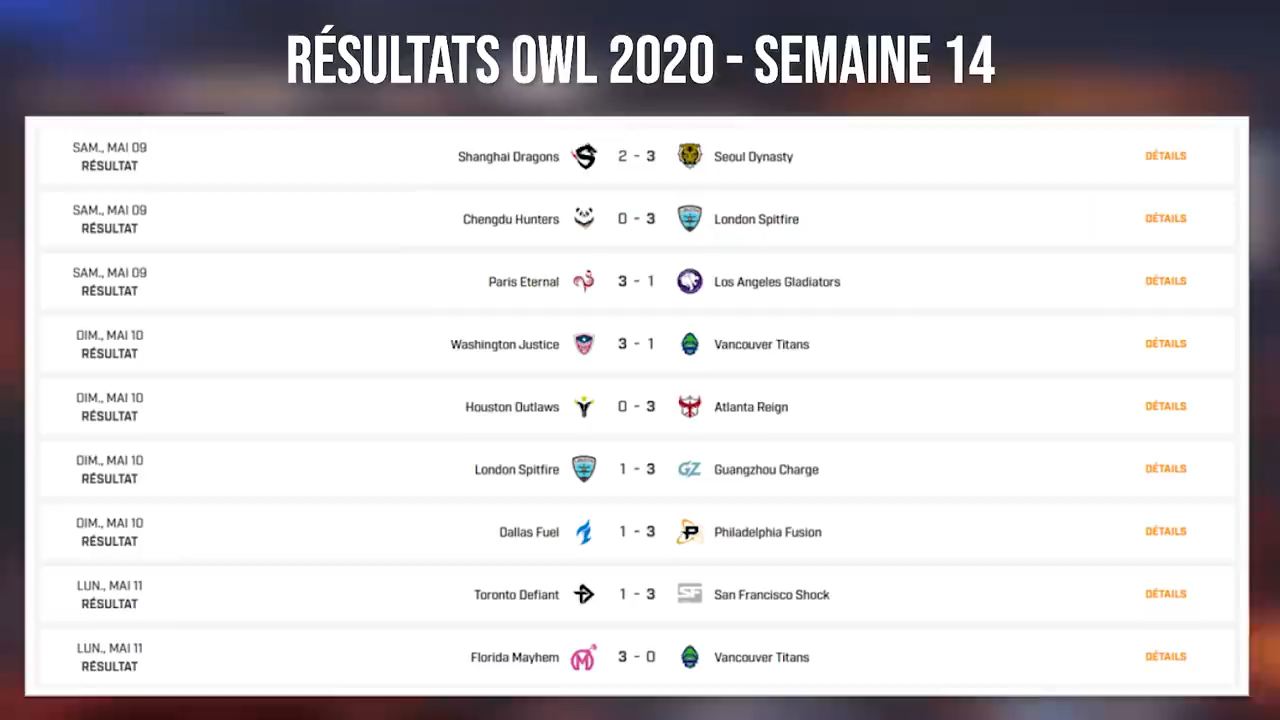 RÉSULTATS OWL 2020 - SEMAINE 14
SAM., MAI 09
RÉSULTAT
Shanghai Dragons 2 - 3 Seoul Dynasty DÉTAILS
SAM., MAI 09
RÉSULTAT
Chengdu Hunters 0 - 3 London Spitfire DÉTAILS
SAM., MAI 09
RÉSULTAT
Paris Eternal 3 - 1 Los Angeles Gladiators DÉTAILS
DIM., MAI 10
RÉSULTAT
Washington Justice 3 - 1 Vancouver Titans DÉTAILS
DIM., MAI 10
RÉSULTAT
Houston Outlaws 0 - 3 Atlanta Reign DÉTAILS
DIM., MAI 10
RÉSULTAT
London Spitfire 1 - 3 GZ Guangzhou Charge DÉTAILS
DIM., MAI 10
RÉSULTAT
Dallas Fuel 1 - 3 P Philadelphia Fusion DÉTAILS
LUN., MAI 11
RÉSULTAT
Toronto Defiant 1 - 3 SF San Francisco Shock DÉTAILS
LUN., MAI 11
RÉSULTAT
Florida Mayhem M 3 - 0 Vancouver Titans DÉTAILS